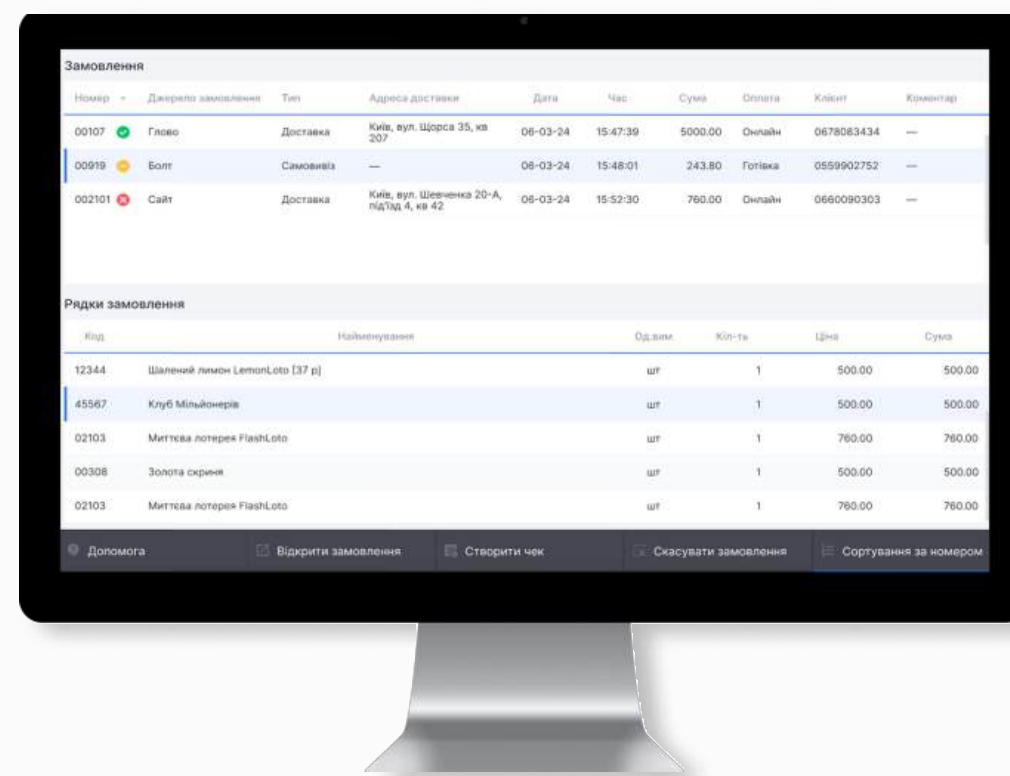 Замовлення
Номер Джерело замовлення Тип Адреса доставки Дата Час Сума Оплата Клієнт Коментар
00107 Глово Доставка Київ, вул. Щорса 35, кв 06-03-24 15:47:39 5000.00 Онлайн 0678083434 —
207
00919 Болт Самовивіз — 06-03-24 15:48:01 243.80 Готівка 0559902752 —
002101 Сайт Доставка Київ, вул. Шевченка 20-А, 06-03-24 15:52:30 760.00 Онлайн 0660090303 —
під'їзд 4, кв 42
Рядки замовлення
Код Найменування Од.вим Кіл-ть Ціна Сума
12344 Шалений лимон LemonLoto [37 р] шт 1 500.00 500.00
45567 Клуб Мільйонерів шт 1 500.00 500.00
02103 Миттєва лотерея FlashLoto шт 1 760.00 760.00
00308 Золота скриня шт 1 500.00 500.00
02103 Миттєва лотерея FlashLoto шт 1 760.00 760.00
Допомога Відкрити замовлення Створити чек Скасувати замовлення Сортування за номером